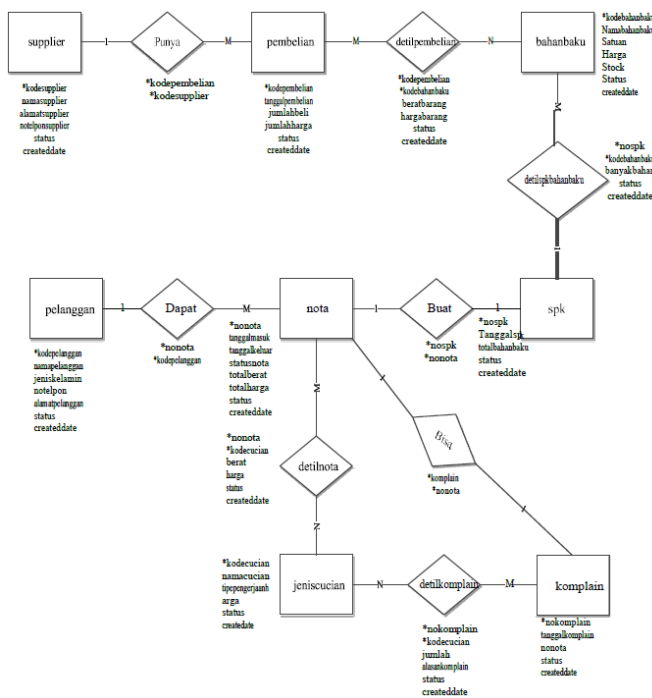 supplier
1
Punya
M
pembelian
M
detilpembelian
N
bahanbaku
*kodesupplier
namasupplier
alamatsupplier
notelponsupplier
status
createddate
*kodepembelian
*kodesupplier
*kodepembelian
tanggalpembelian
jumlahbeli
jumlahharga
status
createddate
*kodepembelian
*kodebahanbaku
beratbarang
hargabarang
status
createddate
*kodebahanbaku
Namabahanbaku
Satuan
Harga
Stock
Status
createddate
M
detilspkbahanbaku
*nospk
*kodebahanbaku
banyakbahan
status
createddate
1
pelanggan
1
Dapat
M
nota
1
Buat
1
spk
*kodepelanggan
namapelanggan
jeniskelamin
notelpon
alamatpelanggan
status
createddate
*nonota
*kodepelanggan
*nonota
tanggalmasuk
tanggalkeluar
statusnota
totalberat
totalharga
status
createddate
*nospk
*nonota
*nospk
Tanggalspk
totalbahanbaku
status
createddate
M
detilnota
*nonota
*kodecucian
berat
harga
status
createddate
N
1
Bisa
*komplain
*nonota
1
jeniscucian
N
detilkomplain
M
komplain
*kodecucian
namacucian
tipepengerjaanh
arga
status
createdate
*nokomplain
*kodecucian
jumlah
alasankomplain
status
createddate
*nokomplain
tanggalkomplain
nonota
status
createddate